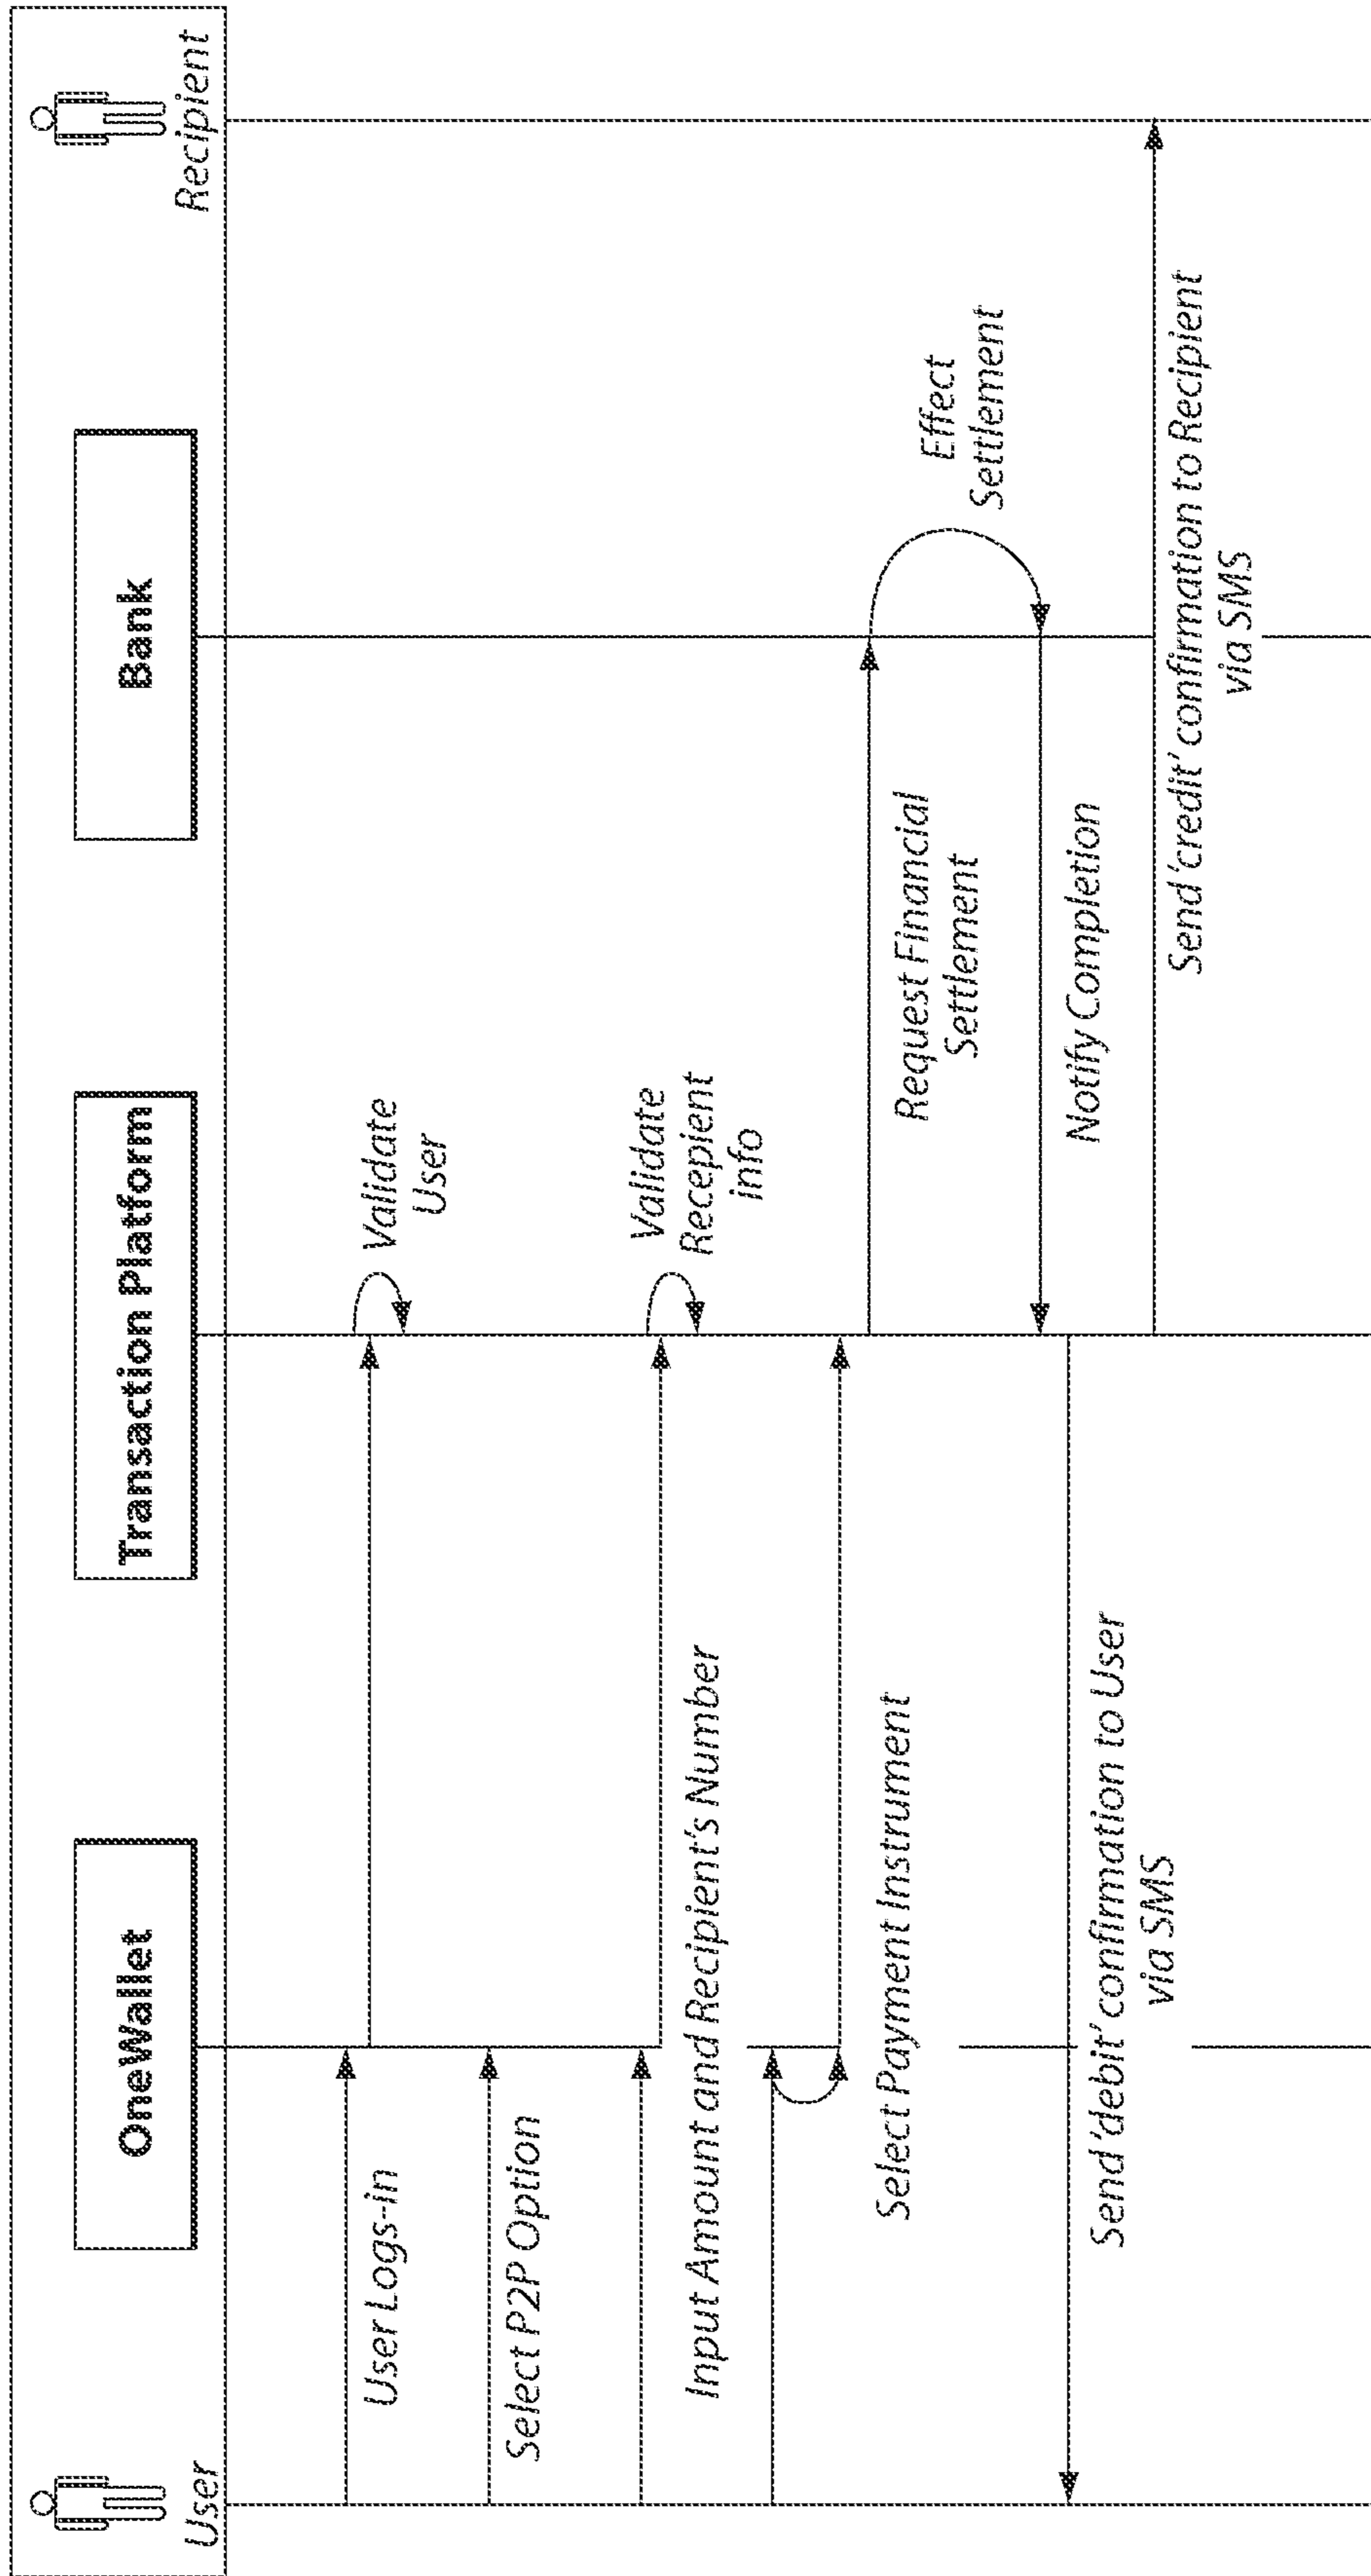 User
OneWallet
Transaction Platform
Bank
Recipient
User Logs-in
Validate
User
Select P2P Option
Input Amount and Recipient's Number
Validate
Recepient
info
Select Payment Instrument
Request Financial
Settlement
Effect
Settlement
Notify Completion
Send 'debit' confirmation to User
via SMS
Send 'credit' confirmation to Recipient
via SMS